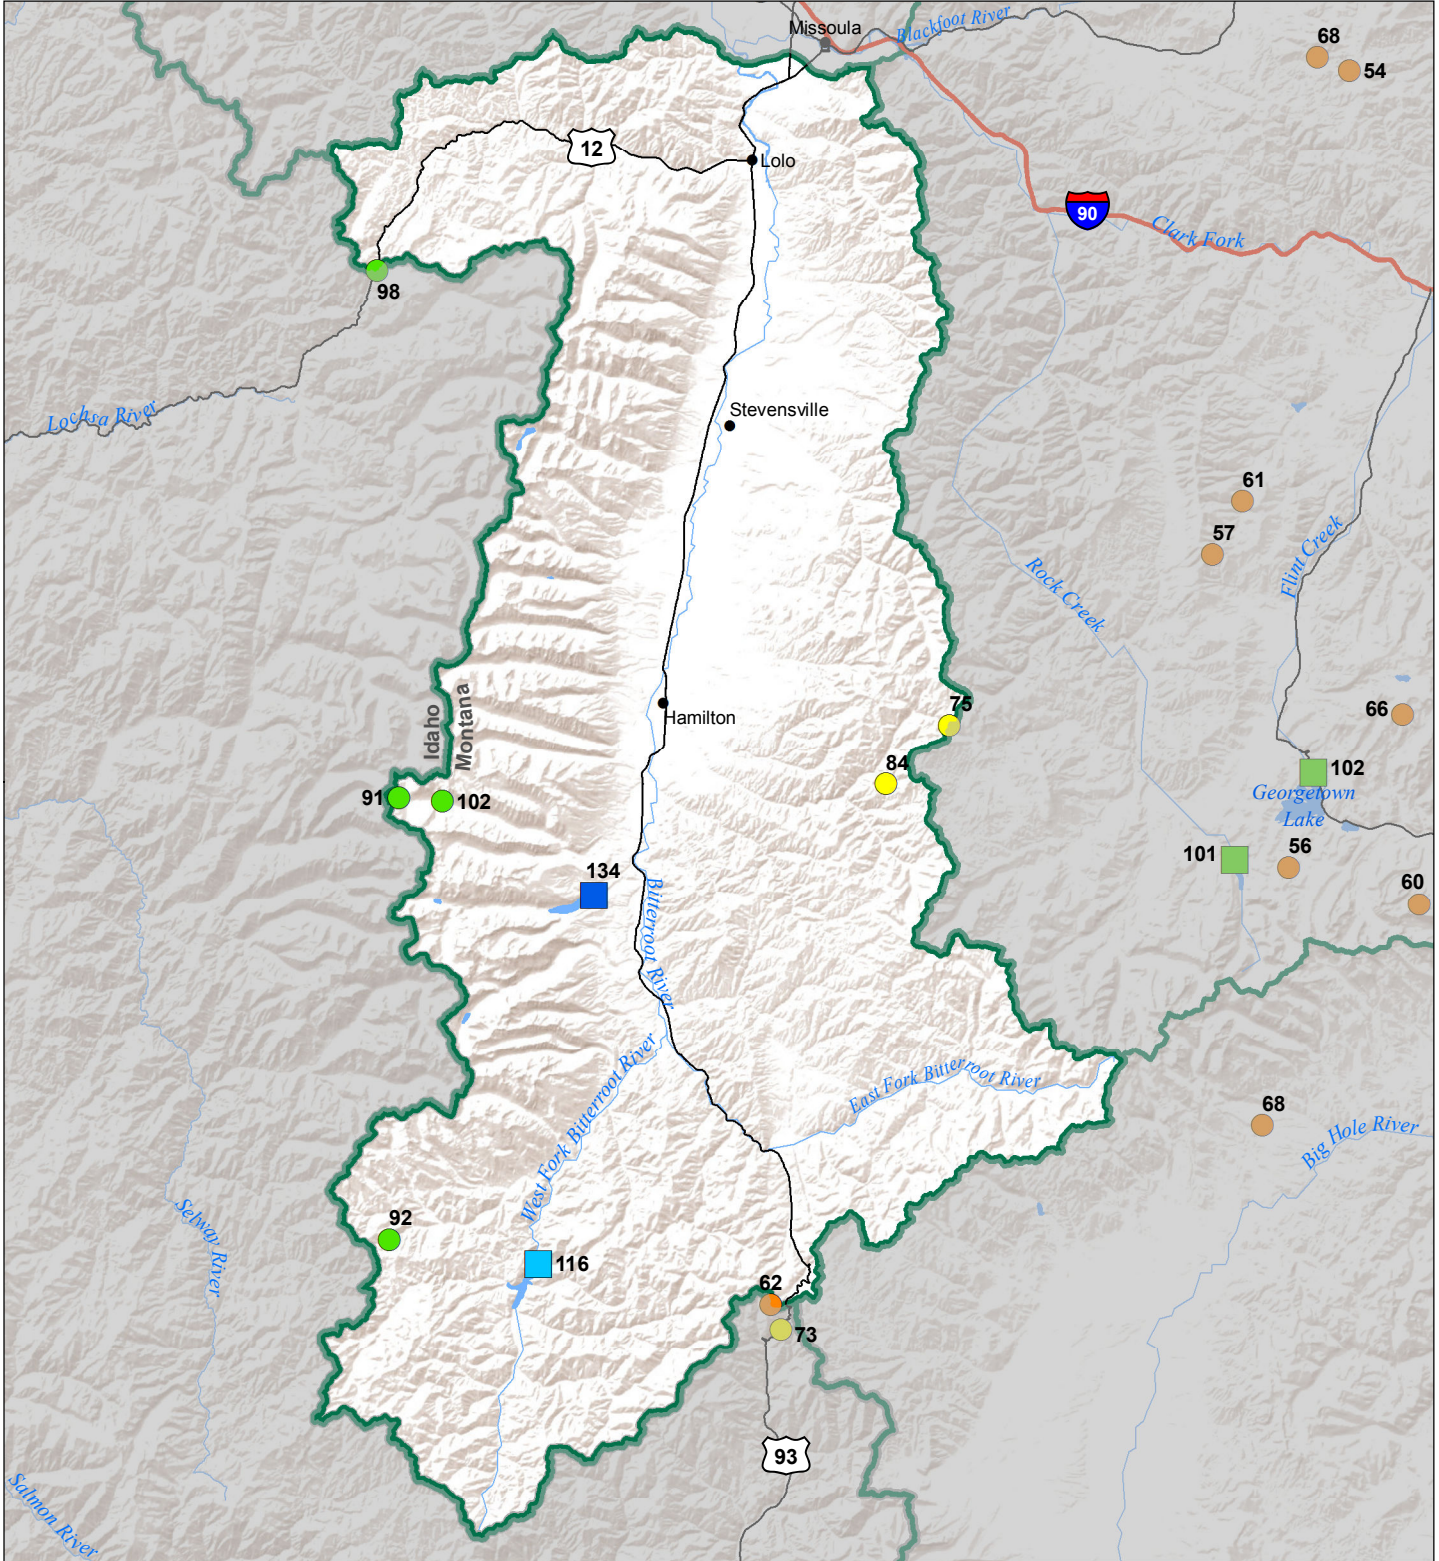 Missoula
Blackfoot River
68
54
12
Lolo
90
Clark Fork
98
Lochsa River
Stevensville
61
57
Flint Creek
Rock Creek
Idaho
Montana
Hamilton
75
66
84
102
Georgetown
Lake
91
102
101
56
134
60
Bitterroot River
West Fork Bitterroot River
East Fork Bitterroot River
68
Big Hole River
Selway River
92
116
62
73
93
Salmon River